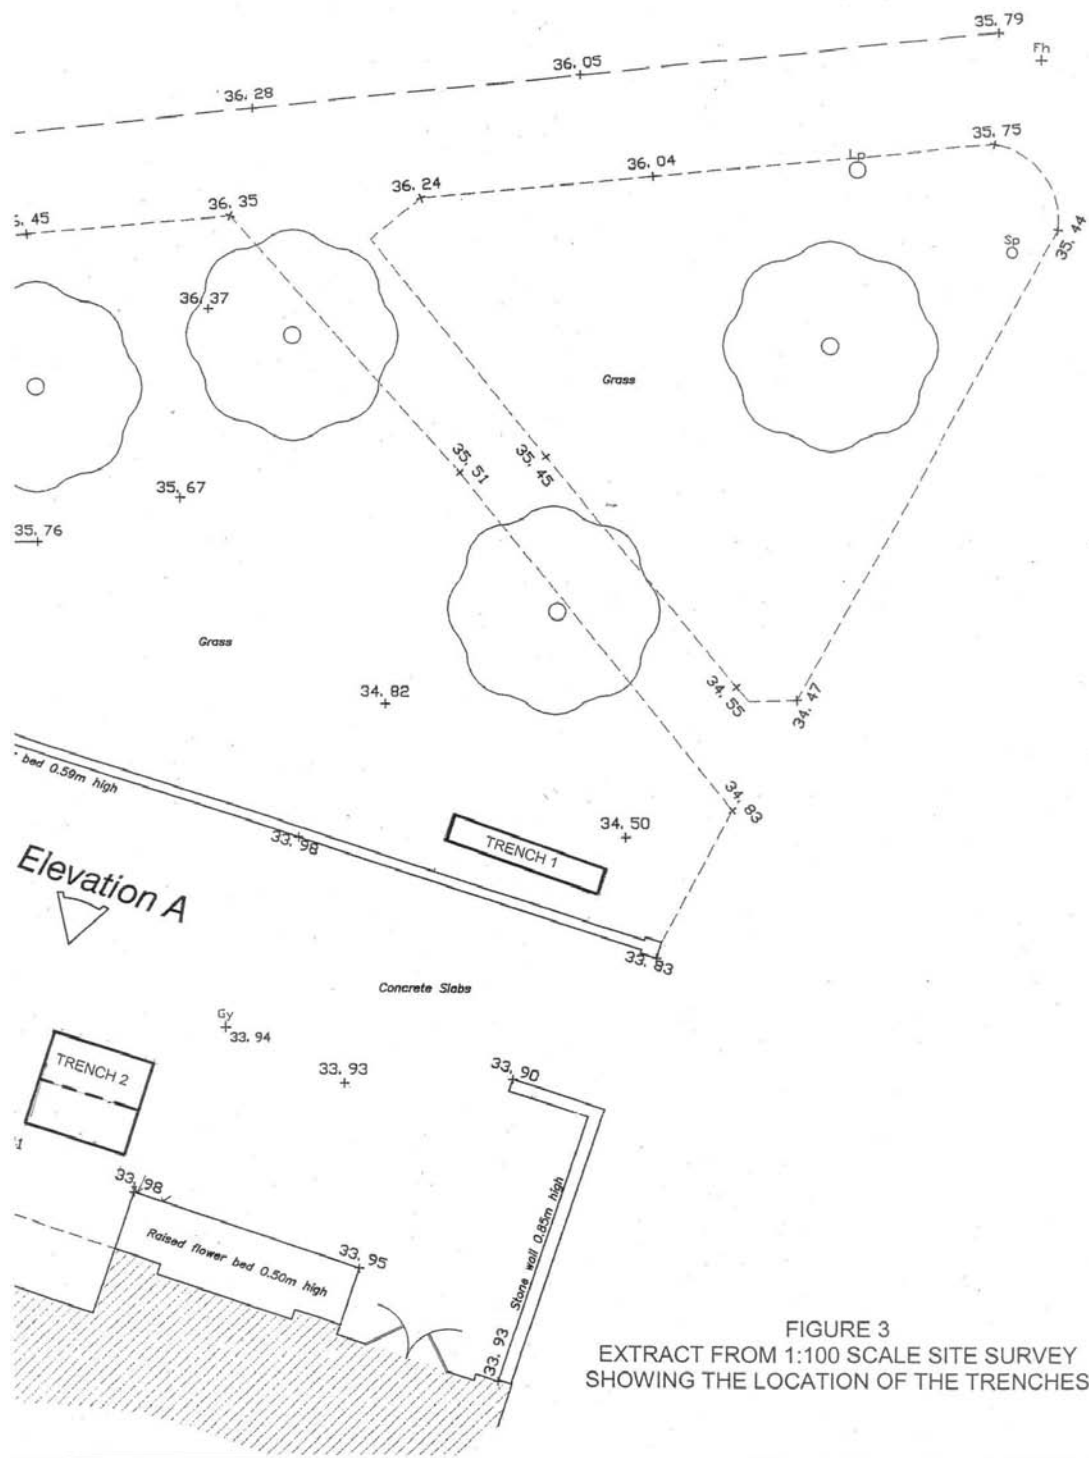 35.79
Fh
36.05
36.28
35.75
Lp
36.04
36.24
36.35
.45
35.44
Sp
36.37
Grass
35.45
35.51
35.67
35.76
Grass
34.82
34.55
34.47
bed 0.59m high
34.83
34.50
33.98
TRENCH 1
Elevation A
33.83
Concrete Slabs
Gy
33.94
33.93
33.90
TRENCH 2
33.98
Stone wall 0.85m high
Raised flower bed 0.50m high
33.95
33.93
FIGURE 3
EXTRACT FROM 1:100 SCALE SITE SURVEY
SHOWING THE LOCATION OF THE TRENCHES